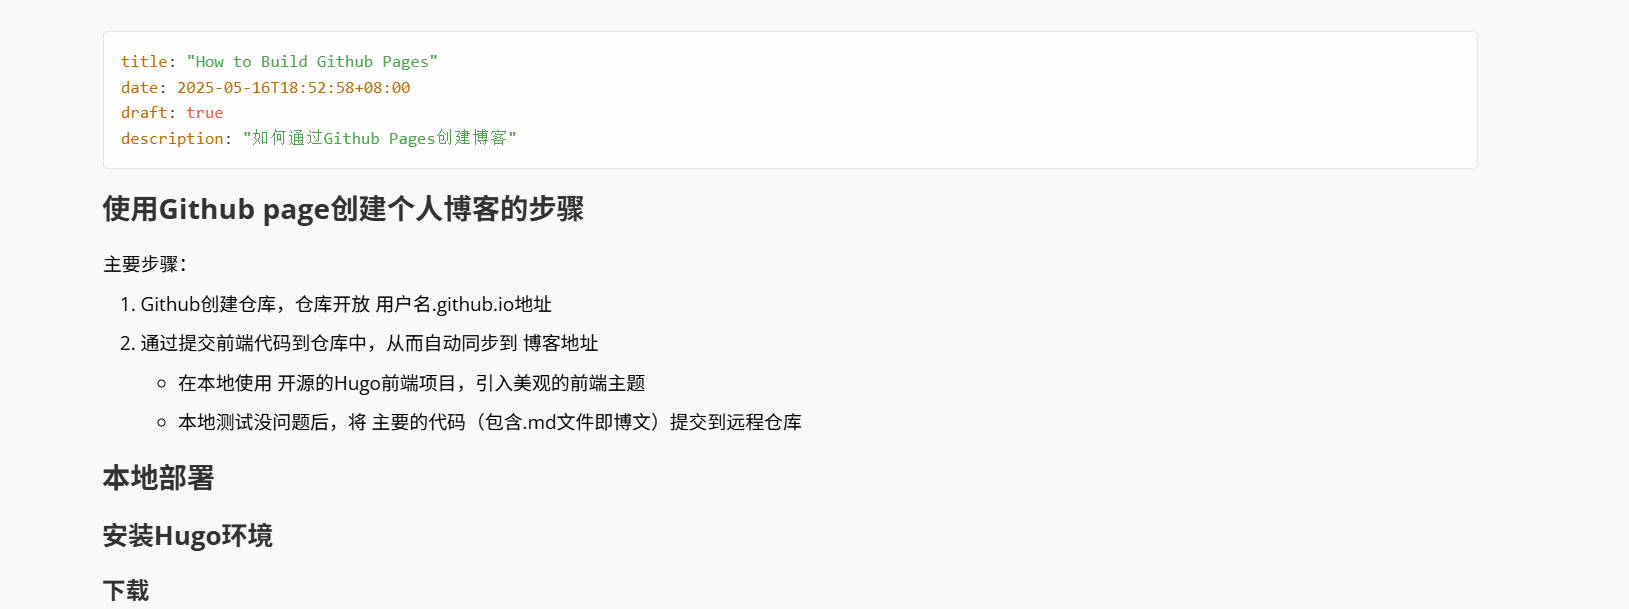 title: "How to Build Github Pages"
date: 2025-05-16T18:52:58+08:00
draft: true
description: "如何通过Github Pages创建博客"
使用Github page创建个人博客的步骤
主要步骤：
1. Github创建仓库，仓库开放 用户名.github.io地址
2. 通过提交前端代码到仓库中，从而自动同步到 博客地址
◦ 在本地使用 开源的Hugo前端项目，引入美观的前端主题
◦ 本地测试没问题后，将 主要的代码（包含.md文件即博文）提交到远程仓库
本地部署
安装Hugo环境
下载